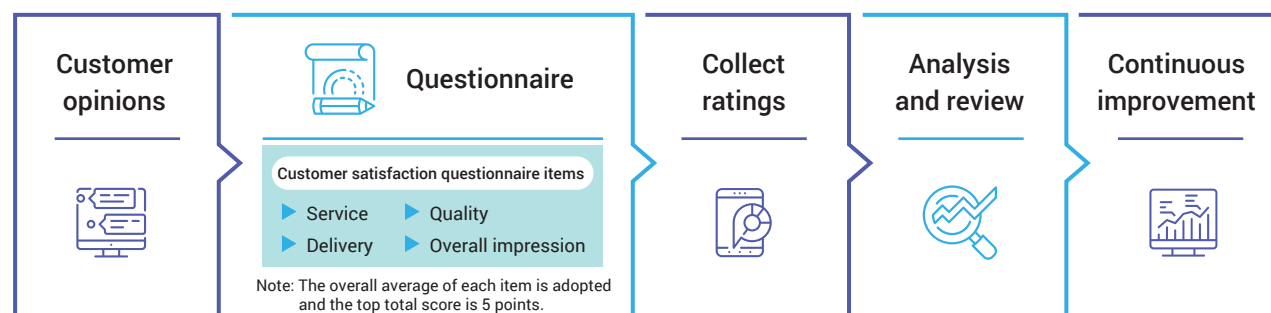 Customer
opinions
Questionnaire
Customer satisfaction questionnaire items
Service
Quality
Delivery
Overall impression
Note: The overall average of each item is adopted
and the top total score is 5 points.
Collect
ratings
Analysis
and review
Continuous
improvement